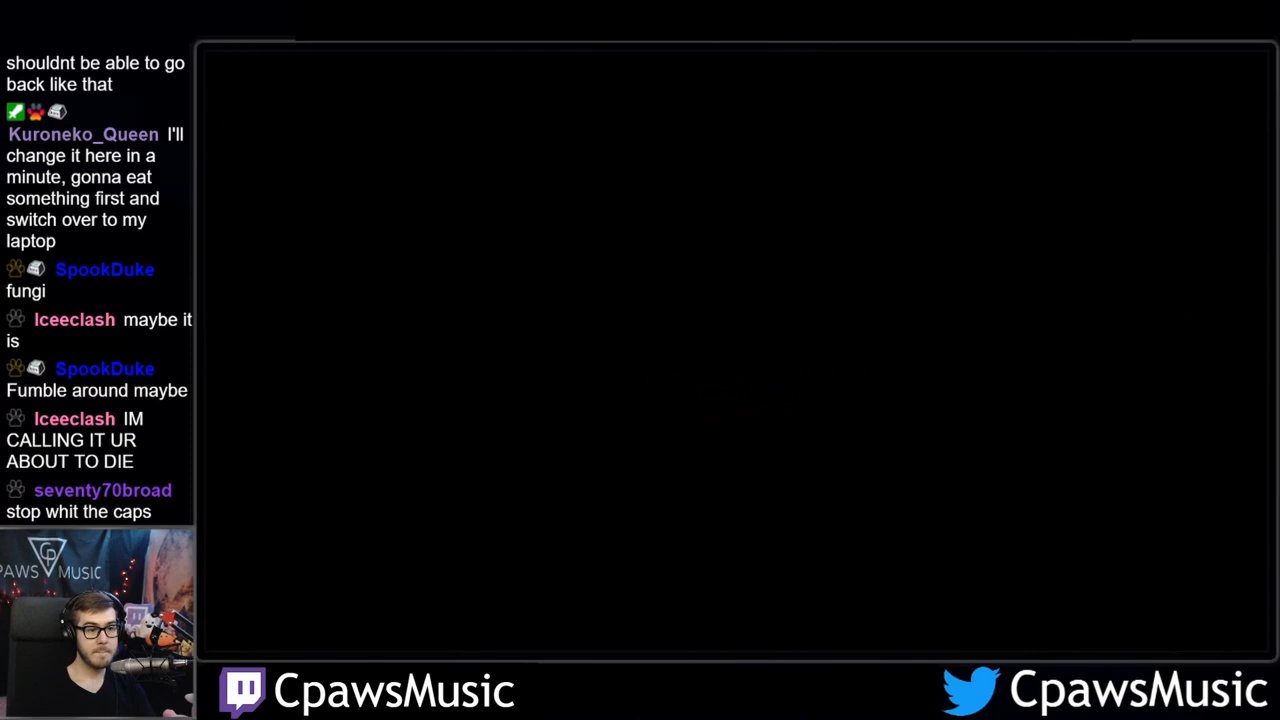 shouldnt be able to go
back like that
Kuroneko_Queen I'll
change it here in a
minute, gonna eat
something first and
switch over to my
laptop
SpookDuke
fungi
Iceeclash maybe it
is
SpookDuke
Fumble around maybe
Iceeclash IM
CALLING IT UR
ABOUT TO DIE
seventy70broad
stop whit the caps
CP
PAWS MUSIC
CpawsMusic
CpawsMusic